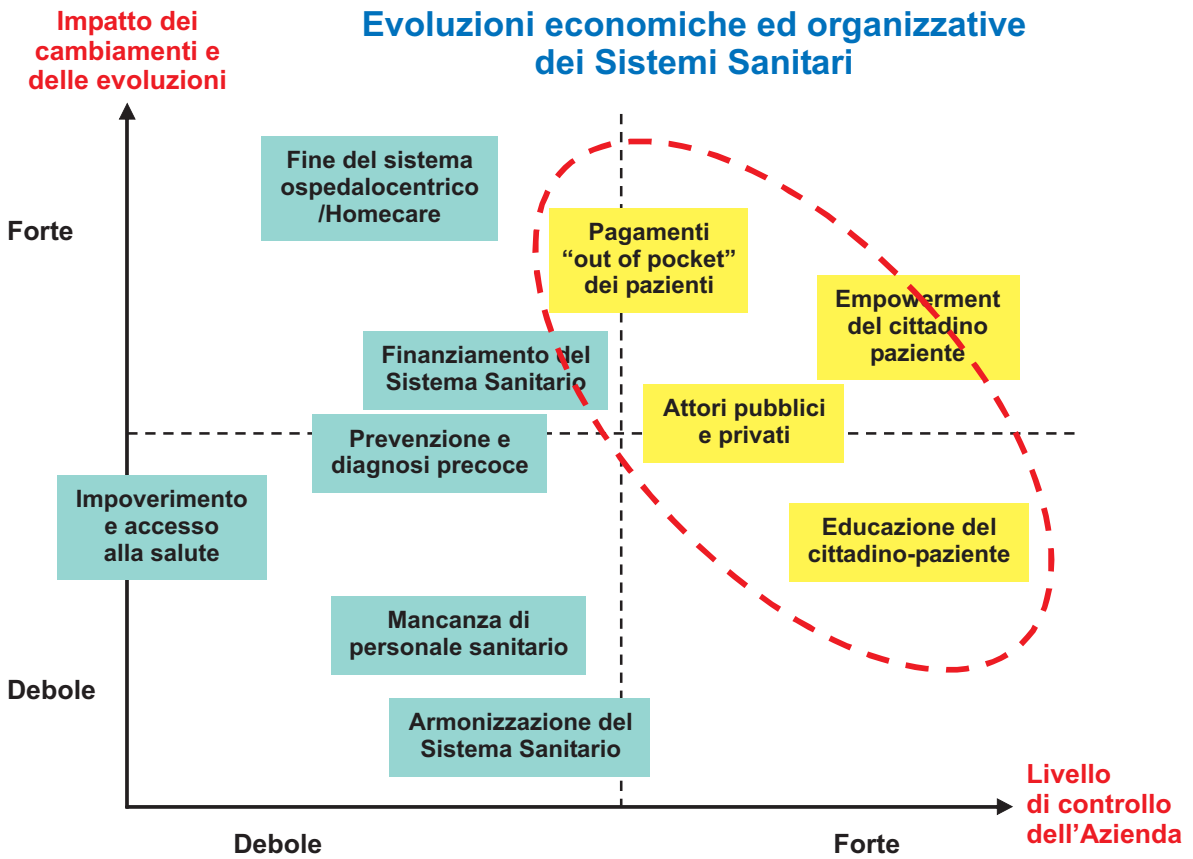 Impatto dei
cambiamenti e
delle evoluzioni
Evoluzioni economiche ed organizzative
dei Sistemi Sanitari
Fine del sistema
ospedalocentrico
/Homecare
Forte
Pagamenti
“out of pocket”
dei pazienti
Empowerment
del cittadino
paziente
Finanziamento del
Sistema Sanitario
Attori pubblici
e privati
Prevenzione e
diagnosi precoce
Impoverimento
e accesso
alla salute
Educazione del
cittadino-paziente
Mancanza di
personale sanitario
Debole
Armonizzazione del
Sistema Sanitario
Livello
di controllo
dell’Azienda
Debole
Forte